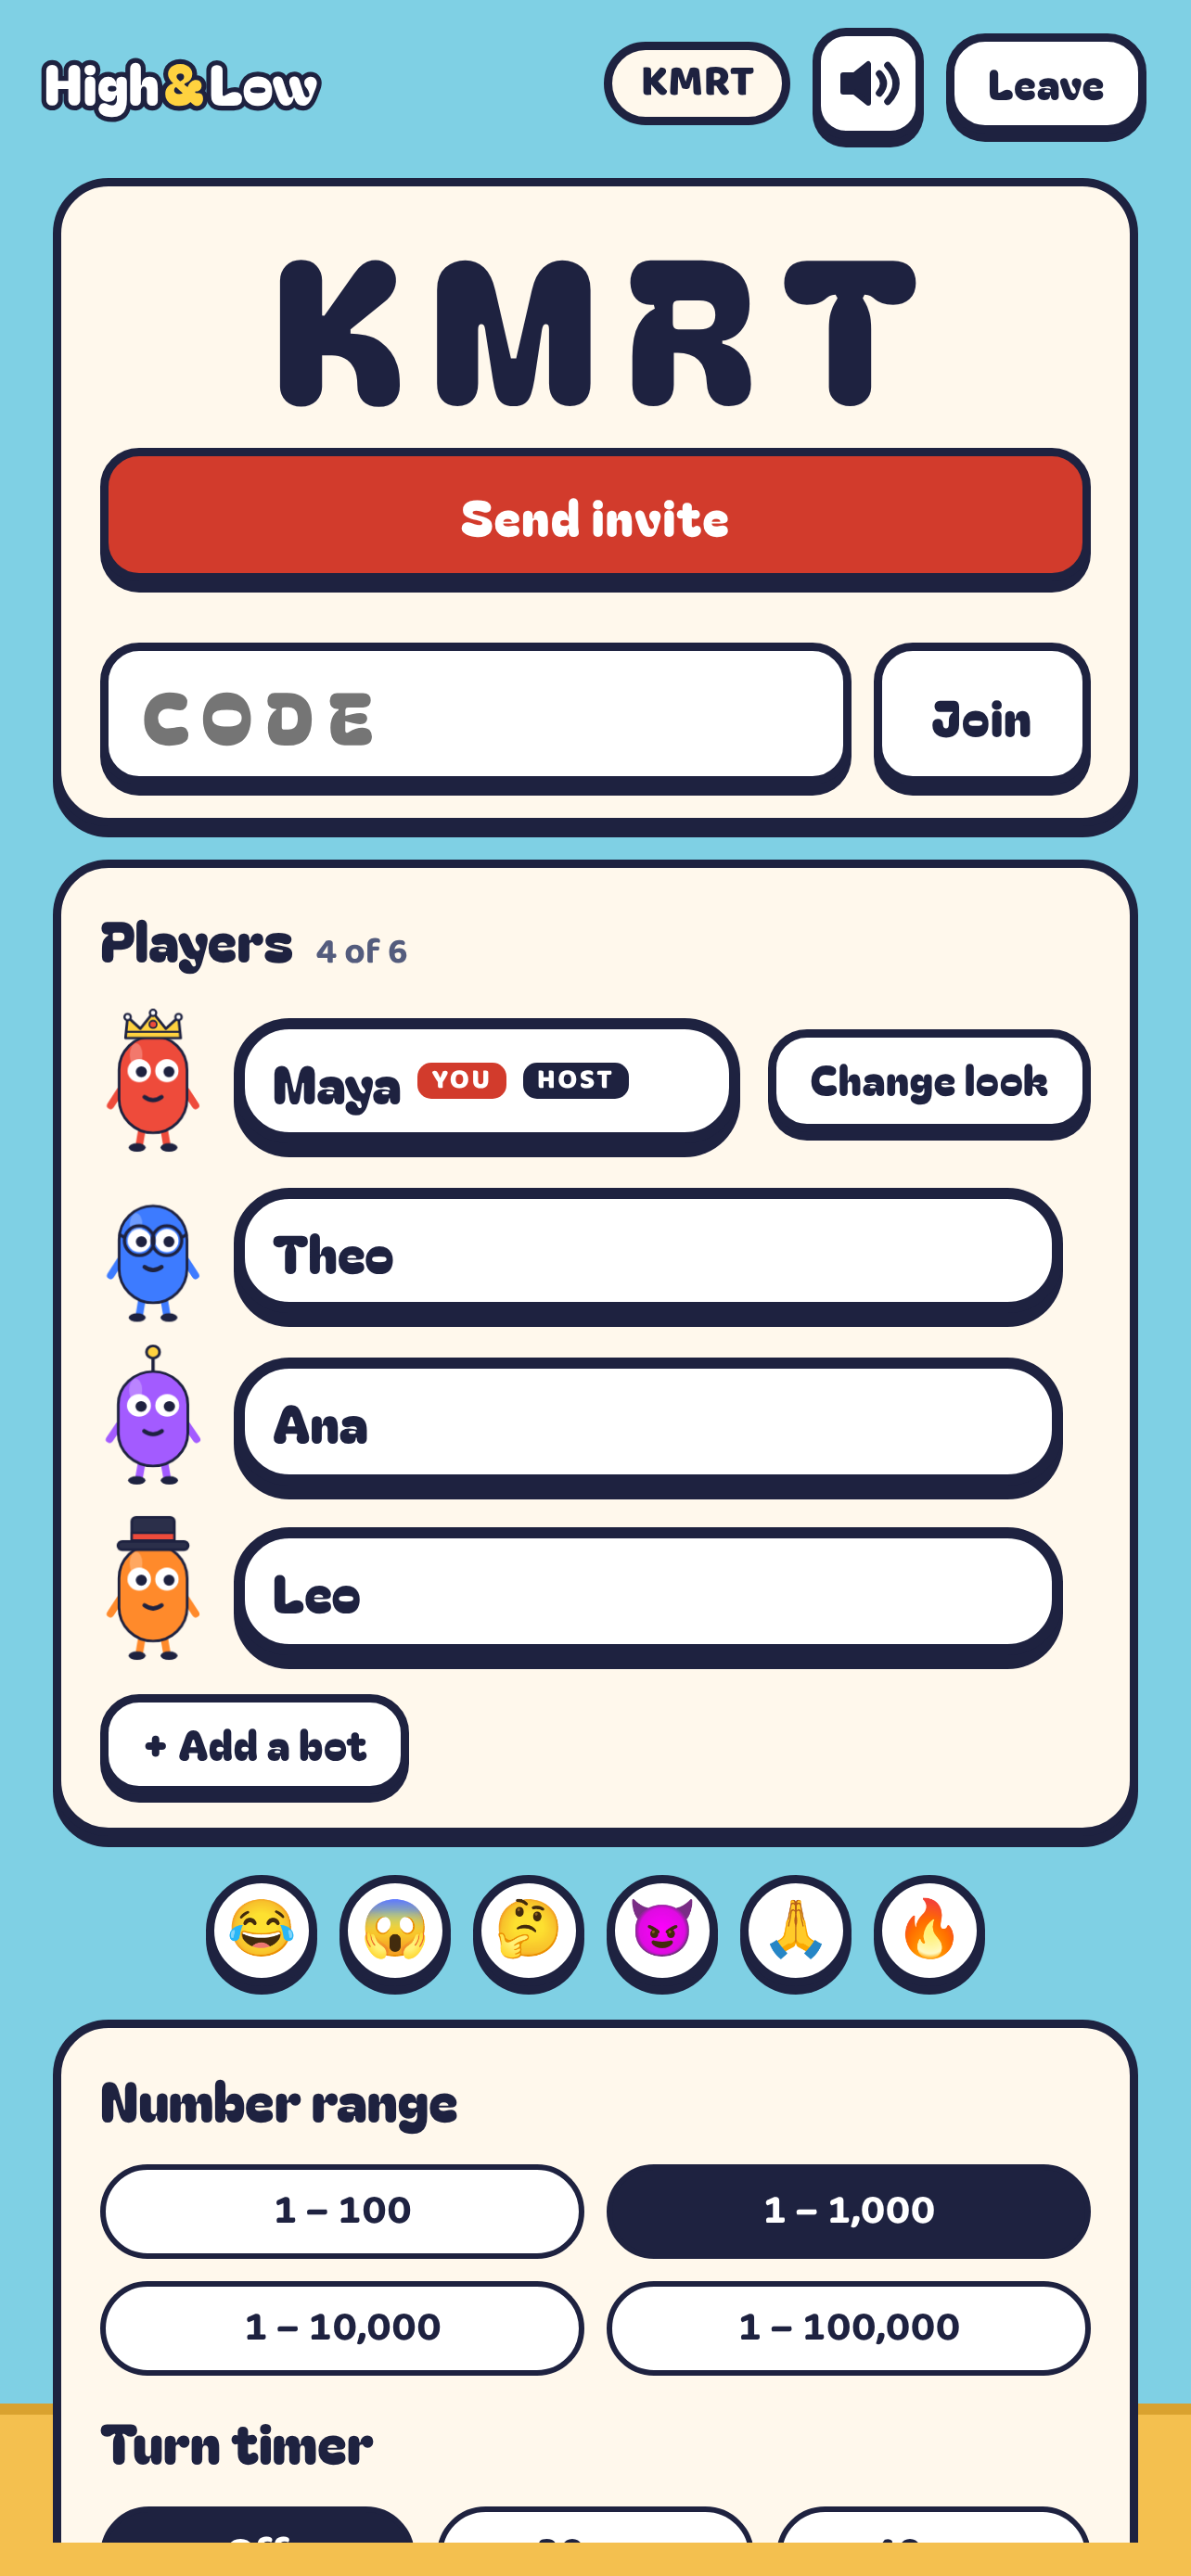 High&Low
KMRT
Leave
KMRT
Send invite
CODE
Join
Players 4 of 6
Maya YOU HOST
Change look
Theo
Ana
Leo
+ Add a bot
Number range
1 – 100
1 – 1,000
1 – 10,000
1 – 100,000
Turn timer